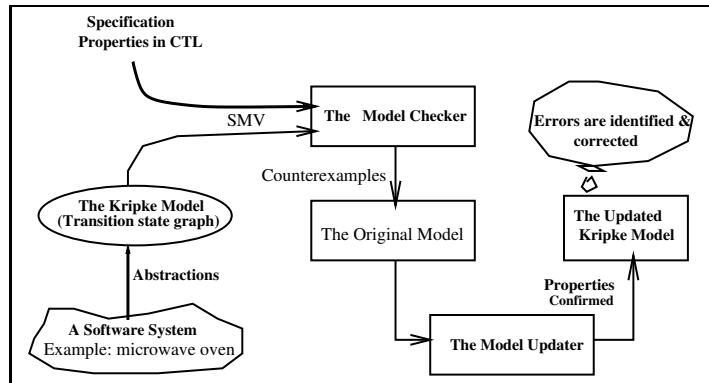 Specification
Properties in CTL
SMV
The Model Checker
Errors are identified &
corrected
Counterexamples
The Kripke Model
(Transition state graph)
The Original Model
The Updated
Kripke Model
Abstractions
Properties
Confirmed
A Software System
Example: microwave oven
The Model Updater